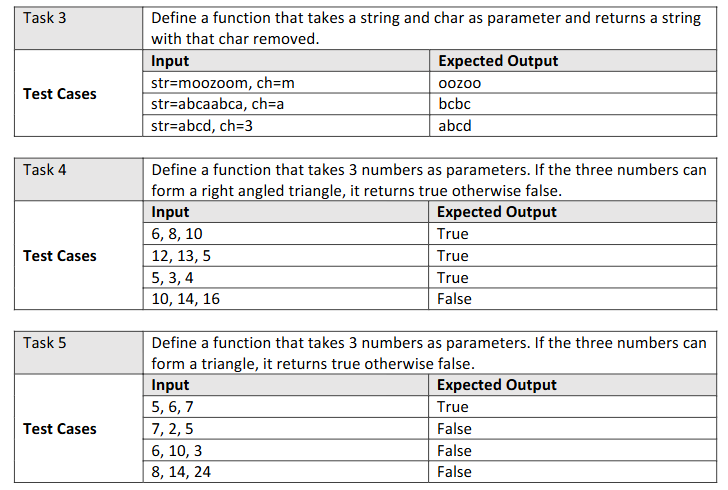 Task 3
Define a function that takes a string and char as parameter and returns a string
with that char removed.
Test Cases
Input
Expected Output
str=moozoom, ch=m
oozoo
str=abcaabca, ch=a
bcbc
str=abcd, ch=3
abcd
Task 4
Define a function that takes 3 numbers as parameters. If the three numbers can
form a right angled triangle, it returns true otherwise false.
Test Cases
Input
Expected Output
6, 8, 10
True
12, 13, 5
True
5, 3, 4
True
10, 14, 16
False
Task 5
Define a function that takes 3 numbers as parameters. If the three numbers can
form a triangle, it returns true otherwise false.
Test Cases
Input
Expected Output
5, 6, 7
True
7, 2, 5
False
6, 10, 3
False
8, 14, 24
False